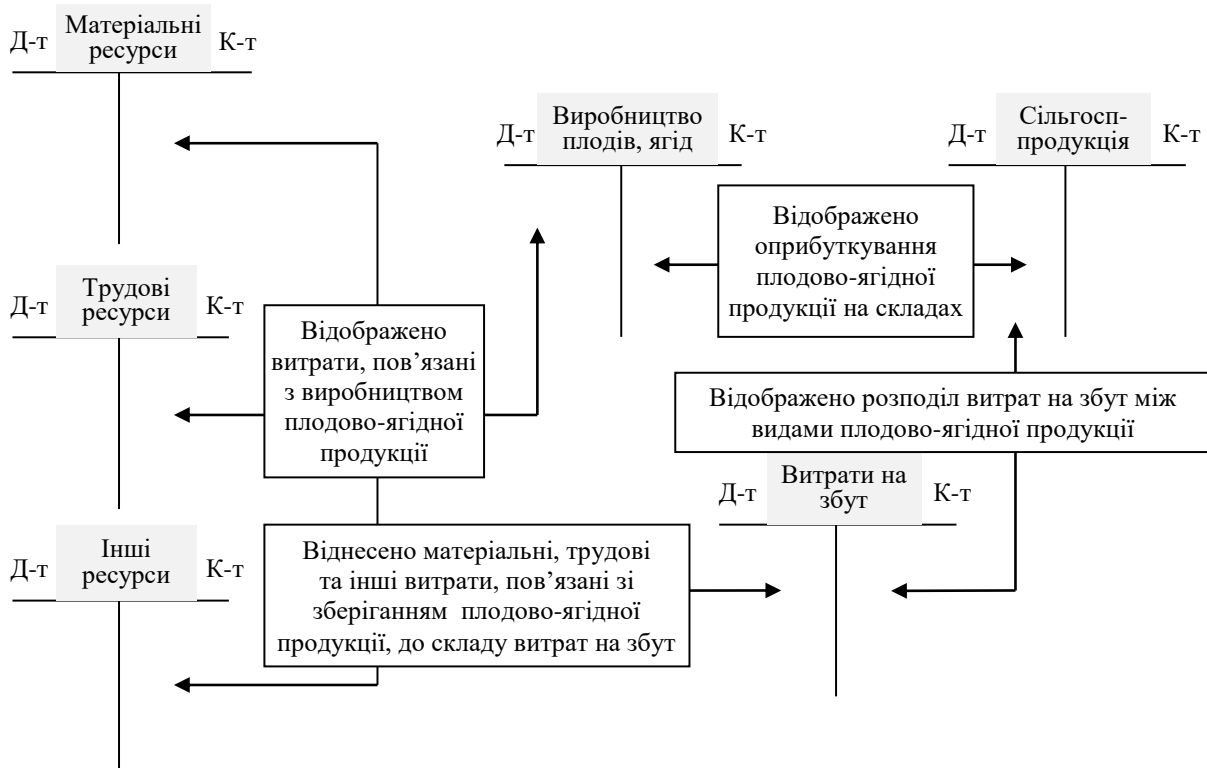 Д-т Матеріальні К-т
ресурси
Д-т Виробництво К-т
плодів, ягід
Д-т Сільгосп- К-т
продукція
Відображено
оприбуткування
плодово-ягідної
продукції на складах
Д-т Трудові К-т
ресурси
Відображено
витрати, пов’язані
з виробництвом
плодово-ягідної
продукції
Відображено розподіл витрат на збут між
видами плодово-ягідної продукції
Д-т Витрати на К-т
збут
Д-т Інші К-т
ресурси
Віднесено матеріальні, трудові
та інші витрати, пов’язані зі
зберіганням плодово-ягідної
продукції, до складу витрат на збут